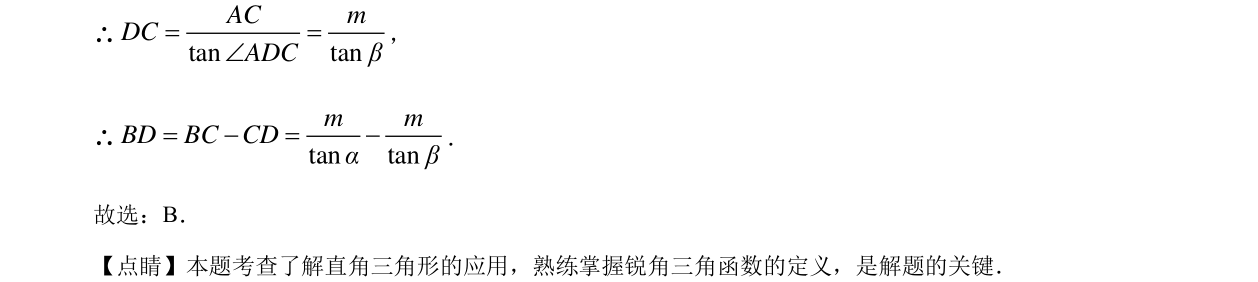 ∴ DC = AC / tan∠ADC = m / tan β ,
∴ BD = BC − CD = m / tan α − m / tan β .
故选：B．
【点睛】本题考查了解直角三角形的应用，熟练掌握锐角三角函数的定义，是解题的关键．